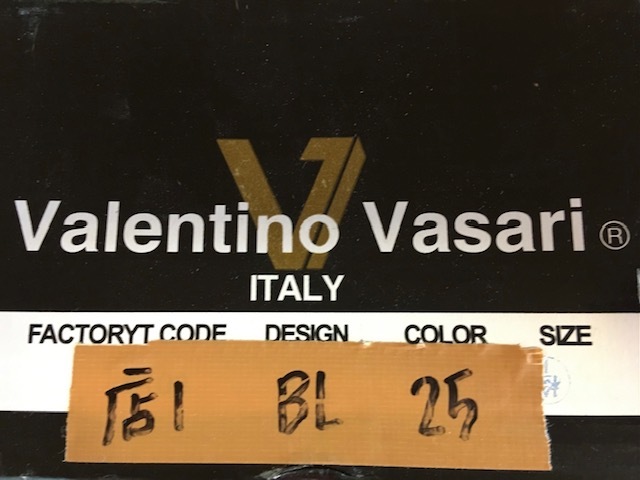 Valentino Vasari®
ITALY
FACTORYT CODE DESIGN COLOR SIZE
店1 BL 25